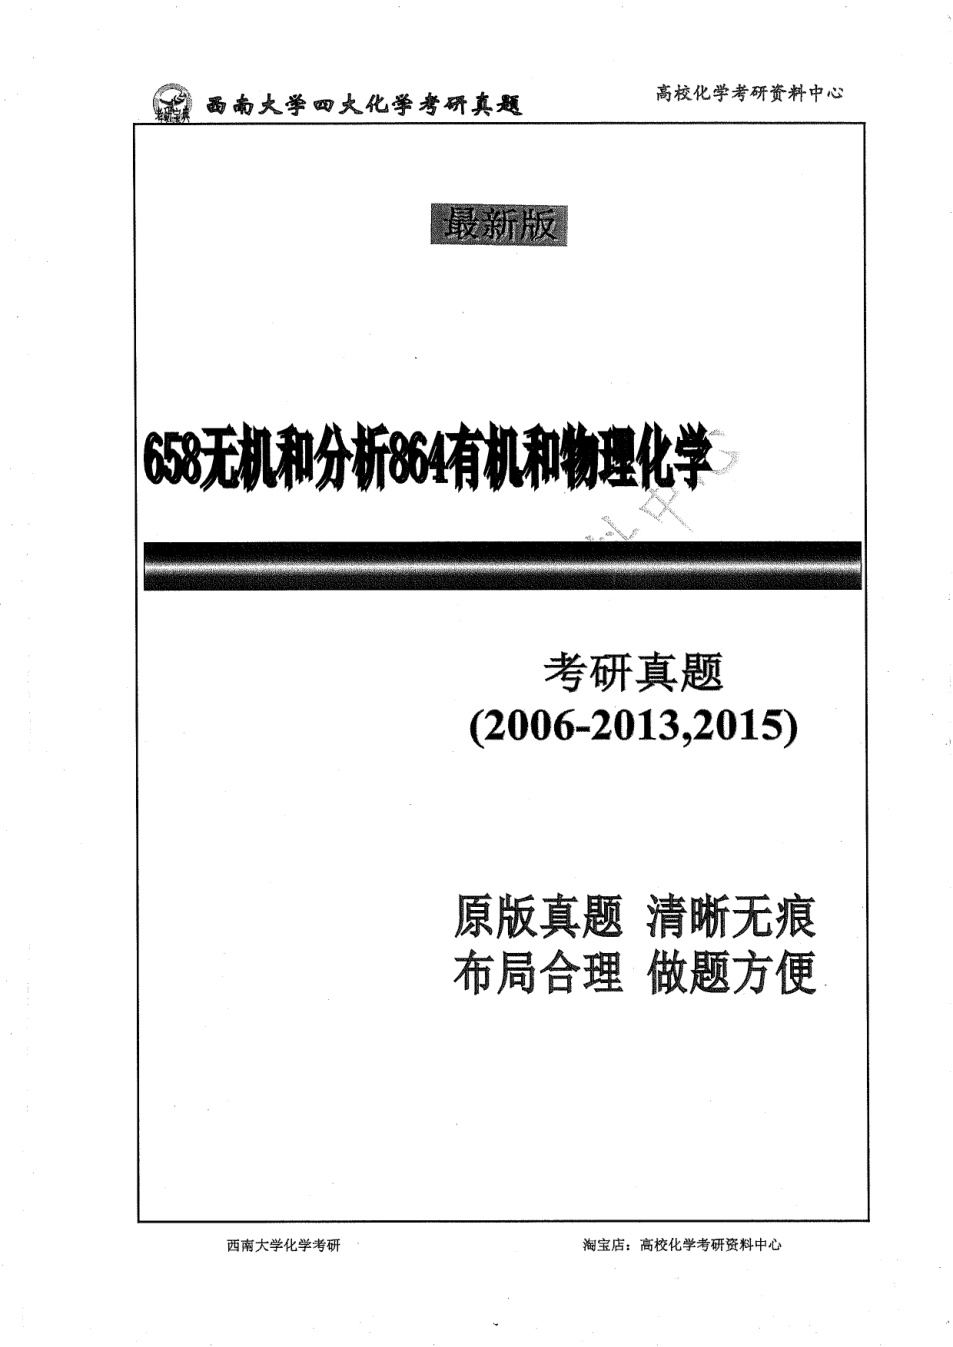 西南大学四大化学考研真题
高校化学考研资料中心
最新版
658无机和分析864有机和物理化学
中心
考研真题
(2006-2013,2015)
原版真题 清晰无痕
布局合理 做题方便
西南大学化学考研
淘宝店：高校化学考研资料中心